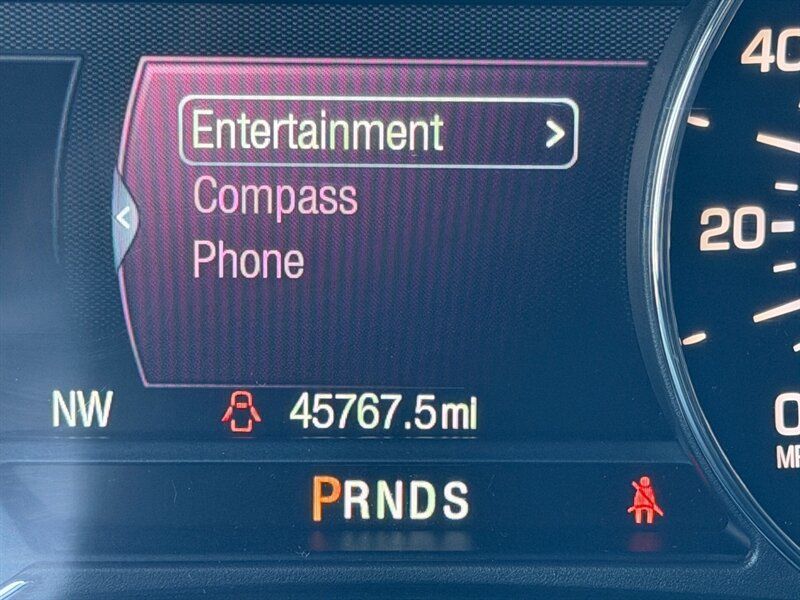 Entertainment >
Compass
Phone
NW 45767.5mi
PRNDS
40
20
0